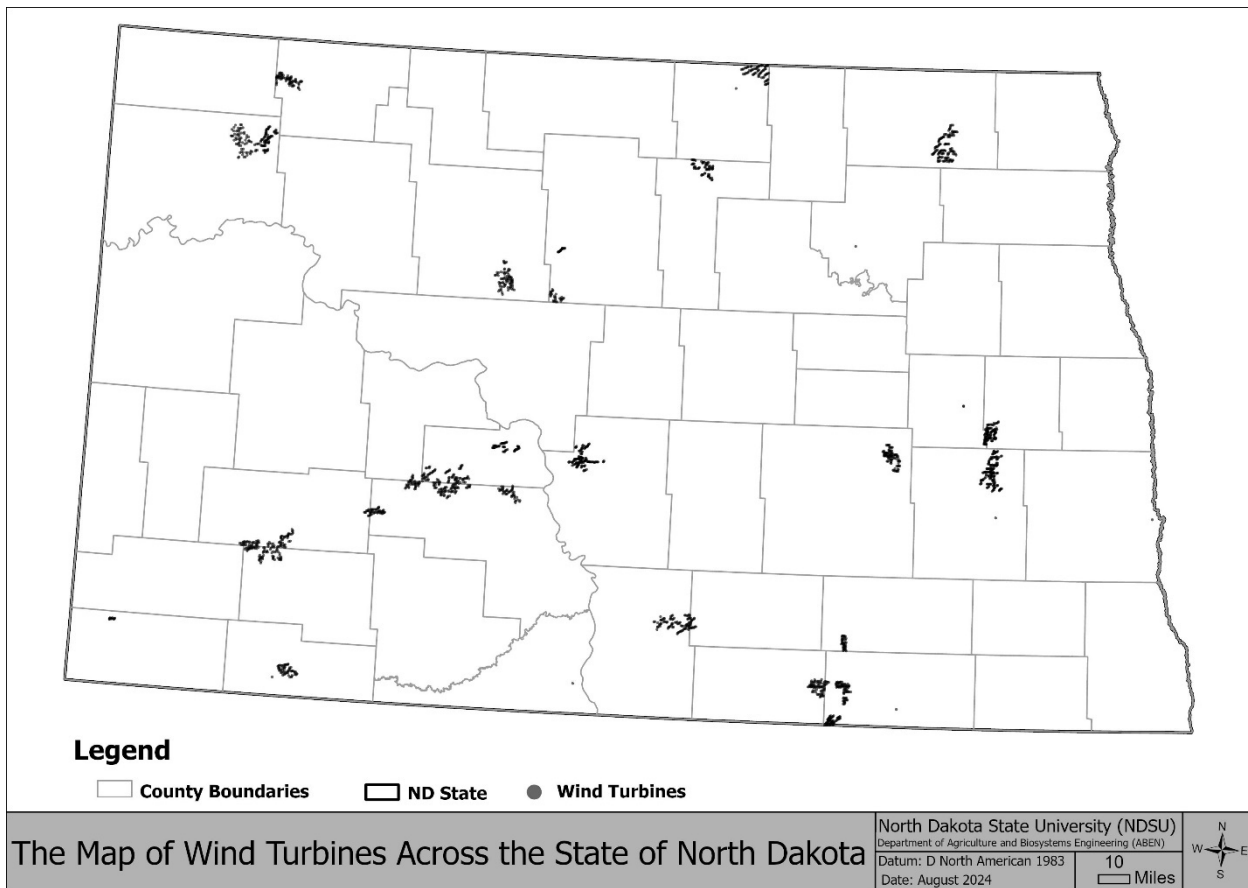 Legend
County Boundaries ND State Wind Turbines
The Map of Wind Turbines Across the State of North Dakota
North Dakota State University (NDSU)
Department of Agriculture and Biosystems Engineering (ABEN)
Datum: D North American 1983
Date: August 2024
10
Miles
N
W E
S